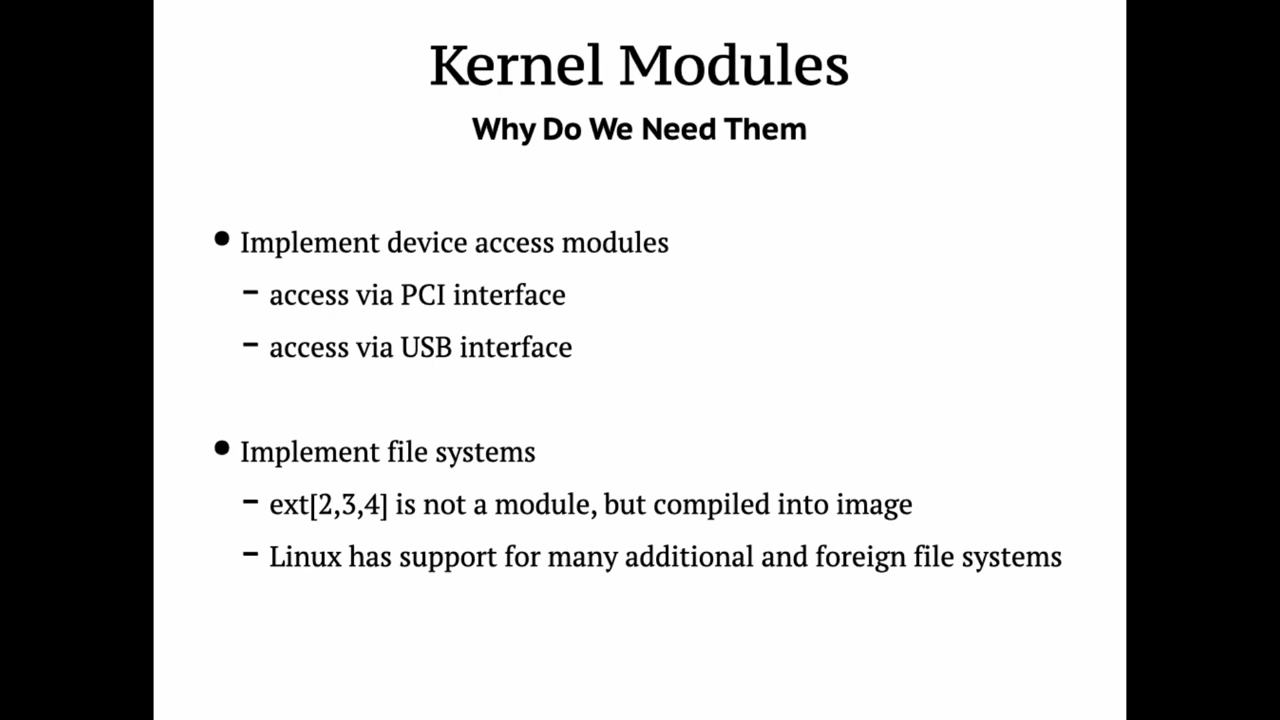 Kernel Modules
Why Do We Need Them
● Implement device access modules
– access via PCI interface
– access via USB interface
● Implement file systems
– ext[2,3,4] is not a module, but compiled into image
– Linux has support for many additional and foreign file systems